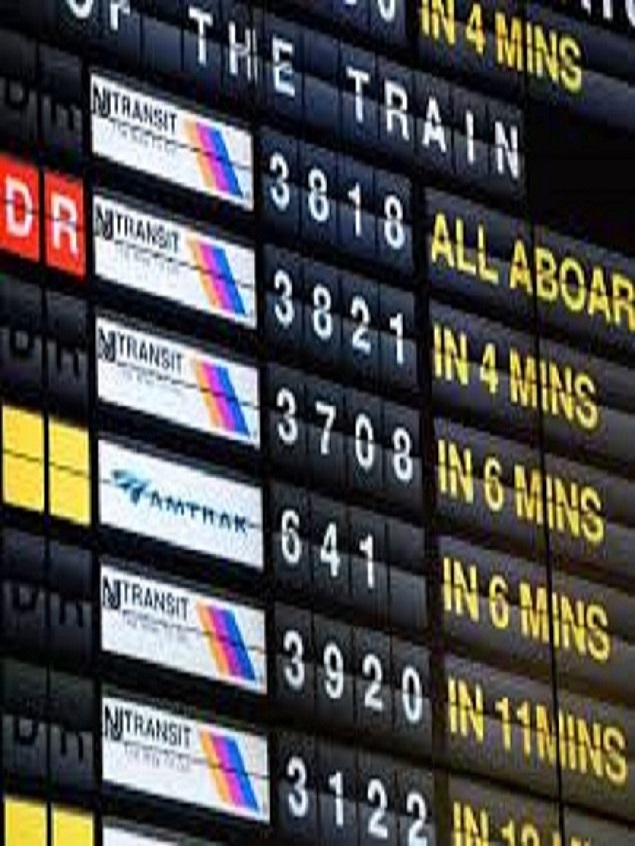 IN 4 MINS
OF THE TRAIN
NJTRANSIT 3818 ALL ABOAR
DR NJTRANSIT 3821 IN 4 MINS
NJTRANSIT 3708 IN 6 MINS
AMTRAK 641 IN 6 MINS
NJTRANSIT 3920 IN 11MINS
NJTRANSIT 3122